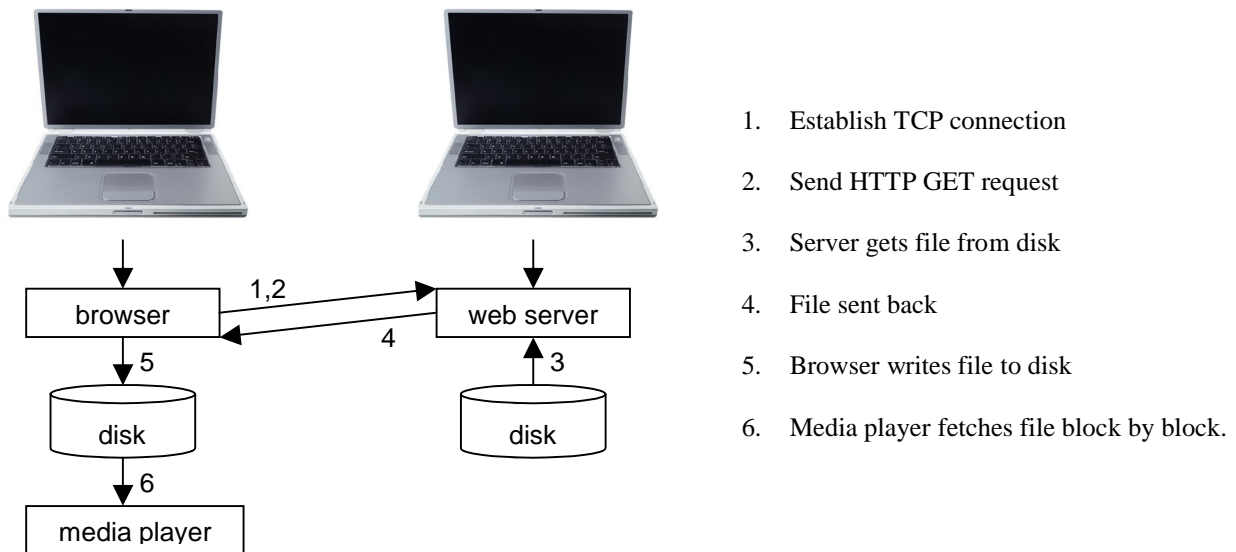 1. Establish TCP connection
2. Send HTTP GET request
3. Server gets file from disk
4. File sent back
5. Browser writes file to disk
6. Media player fetches file block by block.
browser
1,2
web server
4
5
3
disk
disk
6
media player